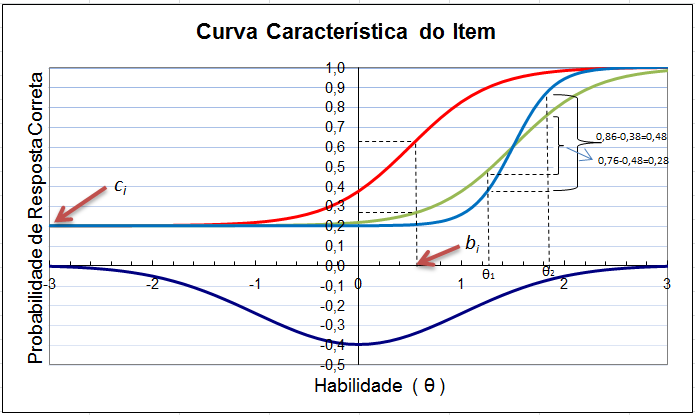 Curva Característica do Item
Probabilidade de Resposta Correta
1,0
0,9
0,8
0,7
0,6
0,5
0,4
0,3
0,2
0,1
0,0
-0,1
-0,2
-0,3
-0,4
-0,5
0,86-0,38=0,48
0,76-0,48=0,28
cᵢ
bᵢ
θ₁ θ₂
-3 -2 -1 0 1 2 3
Habilidade ( θ )